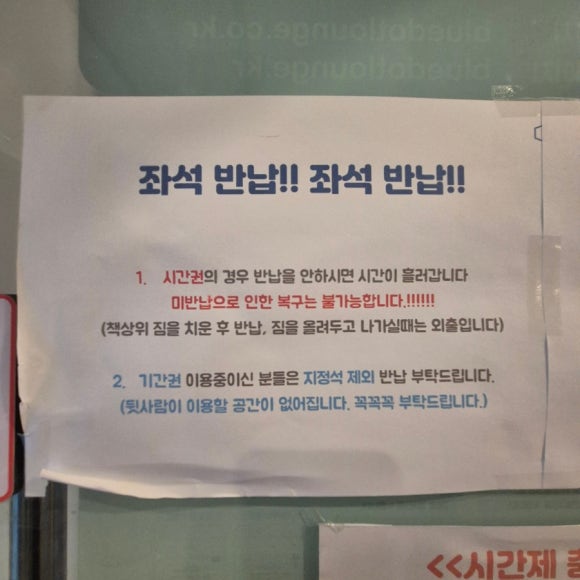 bluedotlounge.co.kr
bluedotlounge.kr
좌석 반납!! 좌석 반납!!
1. 시간권의 경우 반납을 안하시면 시간이 흘러갑니다
미반납으로 인한 복구는 불가능합니다.!!!!!!
(책상위 짐을 치운 후 반납, 짐을 올려두고 나가실때는 외출입니다)
2. 기간권 이용중이신 분들은 지정석 제외 반납 부탁드립니다.
(뒷사람이 이용할 공간이 없어집니다. 꼭꼭꼭 부탁드립니다.)
<<시간제